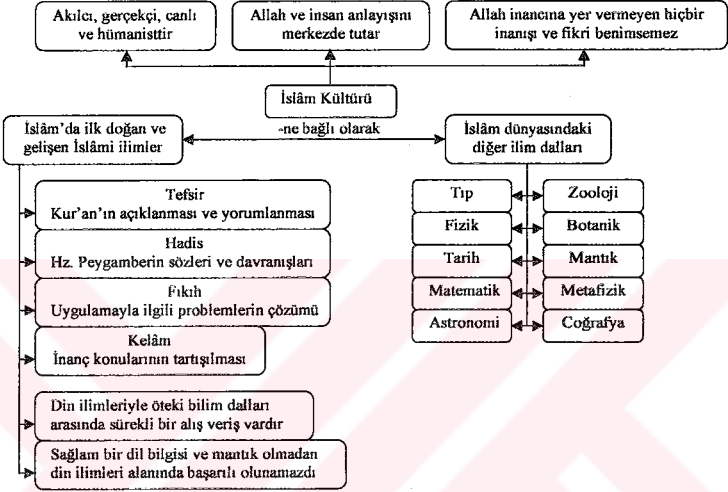 Akılcı, gerçekçi, canlı
ve hümanisttir
Allah ve insan anlayışını
merkezde tutar
Allah inancına yer vermeyen hiçbir
inanışı ve fikri benimsemez
İslâm Kültürü
-ne bağlı olarak
İslâm'da ilk doğan ve
gelişen İslâmi ilimler
İslâm dünyasındaki
diğer ilim dalları
Tefsir
Kur'an'ın açıklanması ve yorumlanması
Hadis
Hz. Peygamberin sözleri ve davranışları
Fıkıh
Uygulamayla ilgili problemlerin çözümü
Kelâm
İnanç konularının tartışılması
Din ilimleriyle öteki bilim dalları
arasında sürekli bir alış veriş vardır
Sağlam bir dil bilgisi ve mantık olmadan
din ilimleri alanında başarılı olunamazdı
Tıp
Zooloji
Fizik
Botanik
Tarih
Mantık
Matematik
Metafizik
Astronomi
Coğrafya